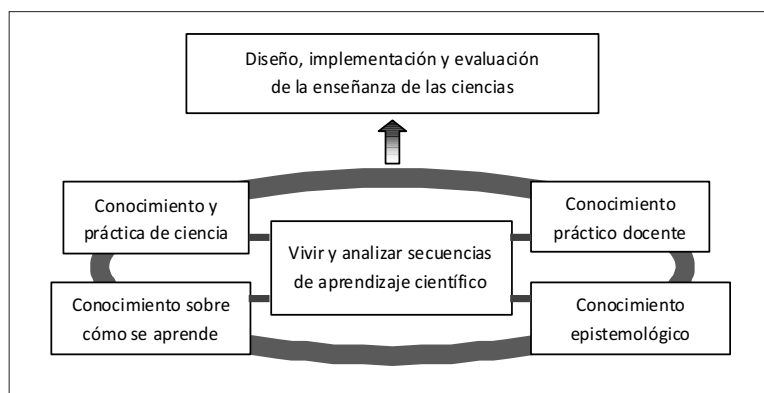 Diseño, implementación y evaluación
de la enseñanza de las ciencias
Conocimiento y
práctica de ciencia
Conocimiento
práctico docente
Vivir y analizar secuencias
de aprendizaje científico
Conocimiento sobre
cómo se aprende
Conocimiento
epistemológico